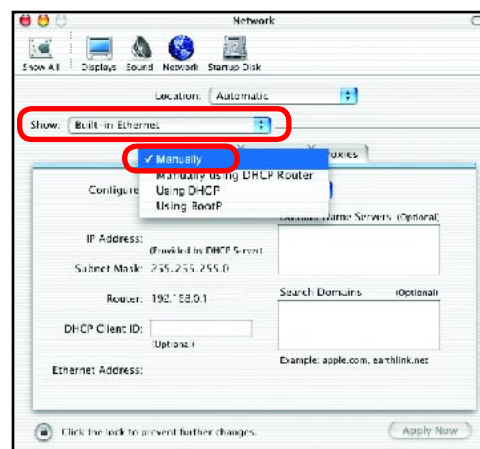 Network
Show All Displays Sound Network Startup Disk
Location: Automatic
Show: Built-in Ethernet
Proxies
✓ Manually
Manually using DHCP Router
Using DHCP
Using BootP
Configure
Domain Name Servers (Optional)
IP Address:
(Provided by DHCP Server)
Subnet Mask: 255.255.255.0
Router: 192.168.0.1
Search Domains (Optional)
DHCP Client ID:
(Optional)
Example: apple.com, earthlink.net
Ethernet Address:
Click the lock to prevent further changes.
Apply Now